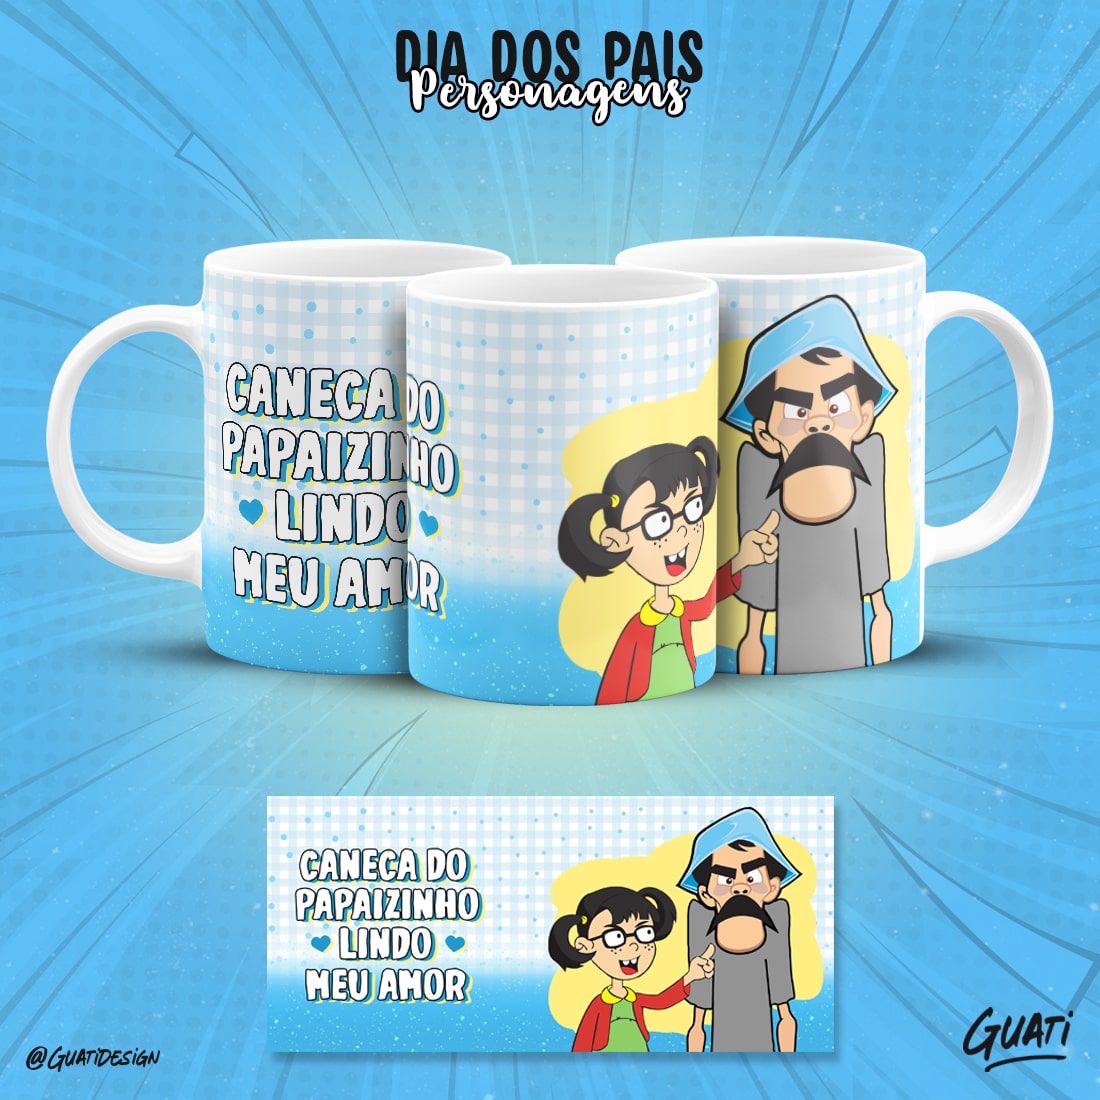 DIA DOS PAIS
Personagens
CANECA DO
PAPAIZINHO
LINDO
MEU AMOR
CANECA DO
PAPAIZINHO
LINDO
MEU AMOR
@GUATIDESIGN
GUATI